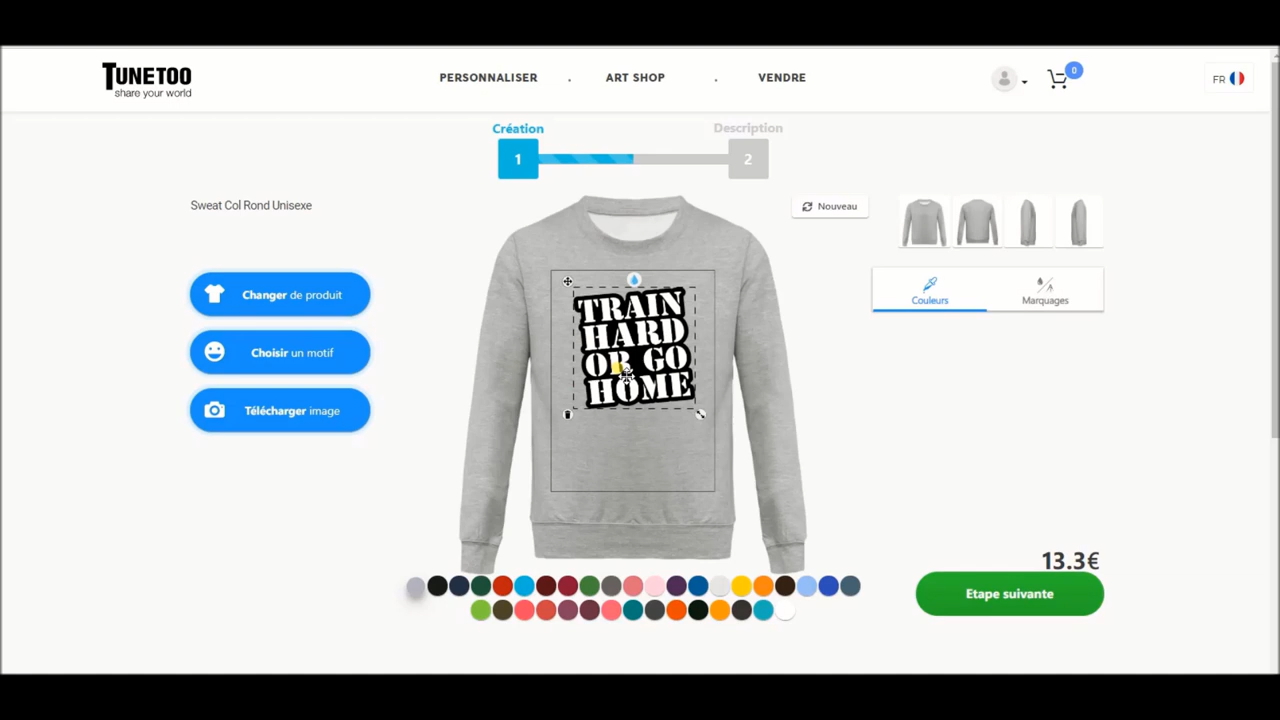 TUNETOO
share your world
PERSONNALISER . ART SHOP . VENDRE
0
FR
Création
Description
1
2
Sweat Col Rond Unisexe
Nouveau
Changer de produit
Choisir un motif
Télécharger image
TRAIN
HARD
OR GO
HOME
Couleurs
Marquages
13.3€
Etape suivante